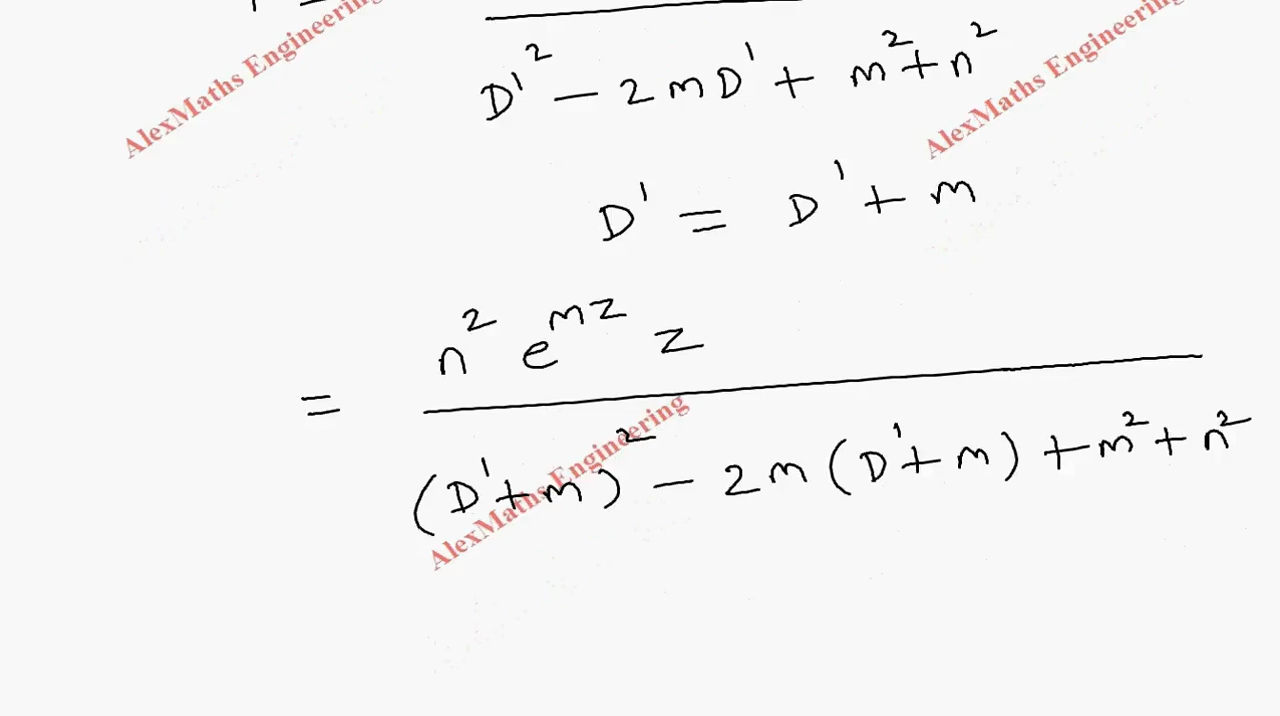 AlexMaths Engineering
AlexMaths Engineering
D'² - 2mD' + m² + n²
D' = D' + m
n² e^{mz} z
=
(D'+m)² - 2m(D'+m) + m² + n²
AlexMaths Engineering